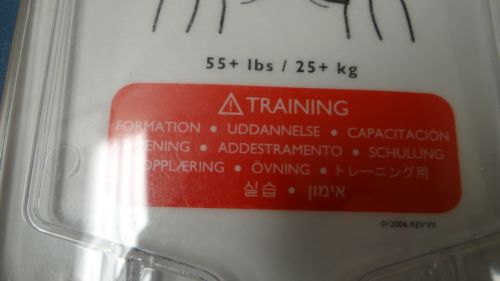 55+ lbs / 25+ kg
⚠ TRAINING
FORMATION • UDDANNELSE • CAPACITACIÓN
ADDESTRAMENTO • SCHULUNG
OPPLÆRING • ÖVNING • トレーニング用
실습 • אימון